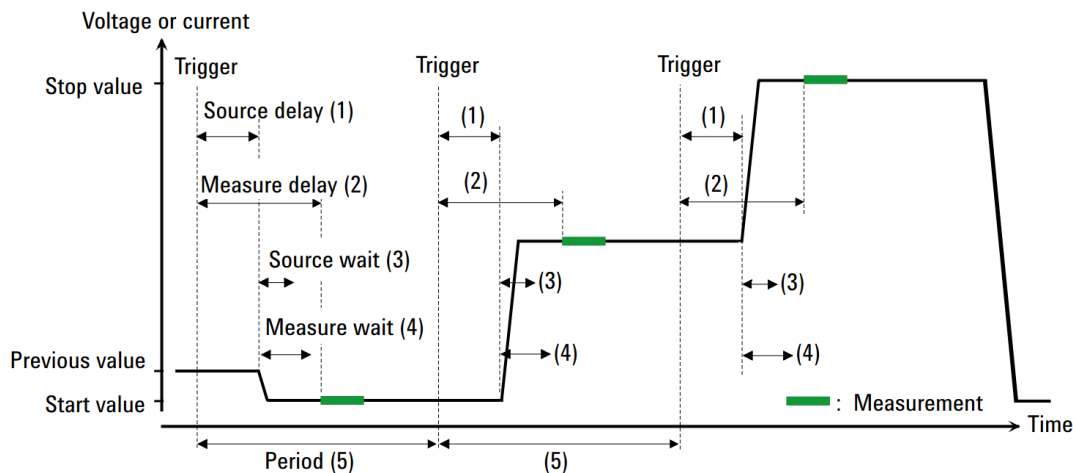 Voltage or current
Trigger
Trigger
Trigger
Stop value
Source delay (1)
(1)
(1)
Measure delay (2)
(2)
(2)
Source wait (3)
(3)
(3)
Measure wait (4)
(4)
(4)
Previous value
Start value
: Measurement
Time
Period (5)
(5)